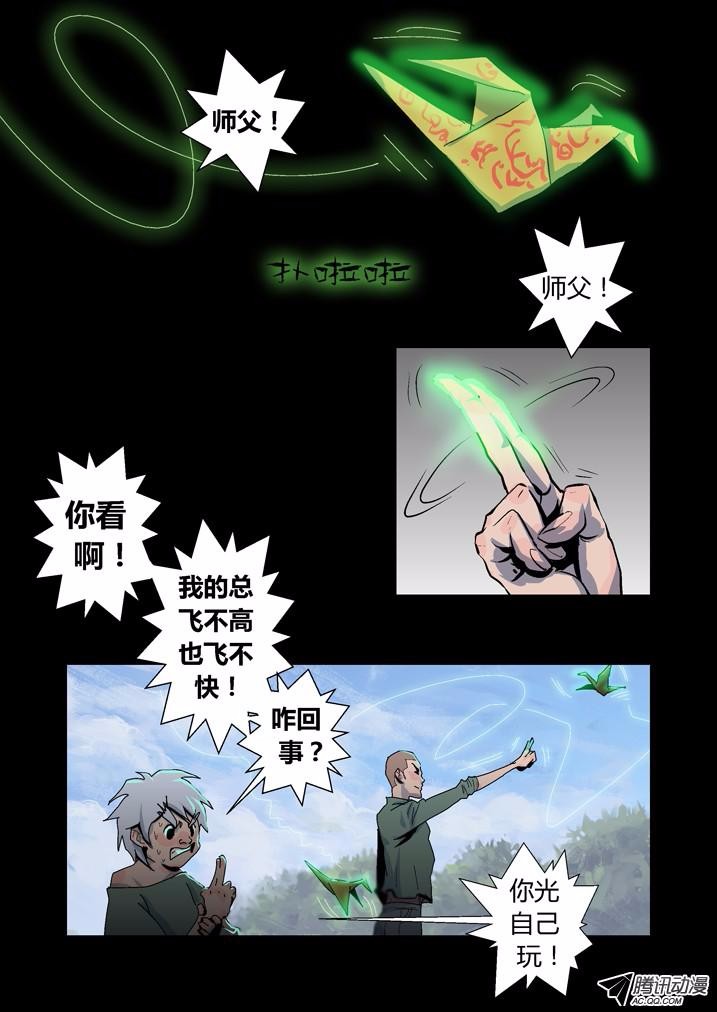 师父！
扑啦啦
师父！
你看
啊！
我的总
飞不高
也飞不
快！
咋回
事？
你光
自己
玩！
腾讯动漫
AC.QQ.COM